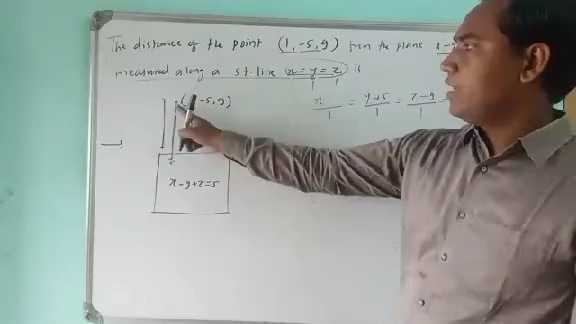 The distance of the point (1, -5, 9) from the plane x-y
measured along a st. line x = y = z is
(1, -5, 9)
x / 1 = y+5 / 1 = z-9 / 1
x - y + z = 5